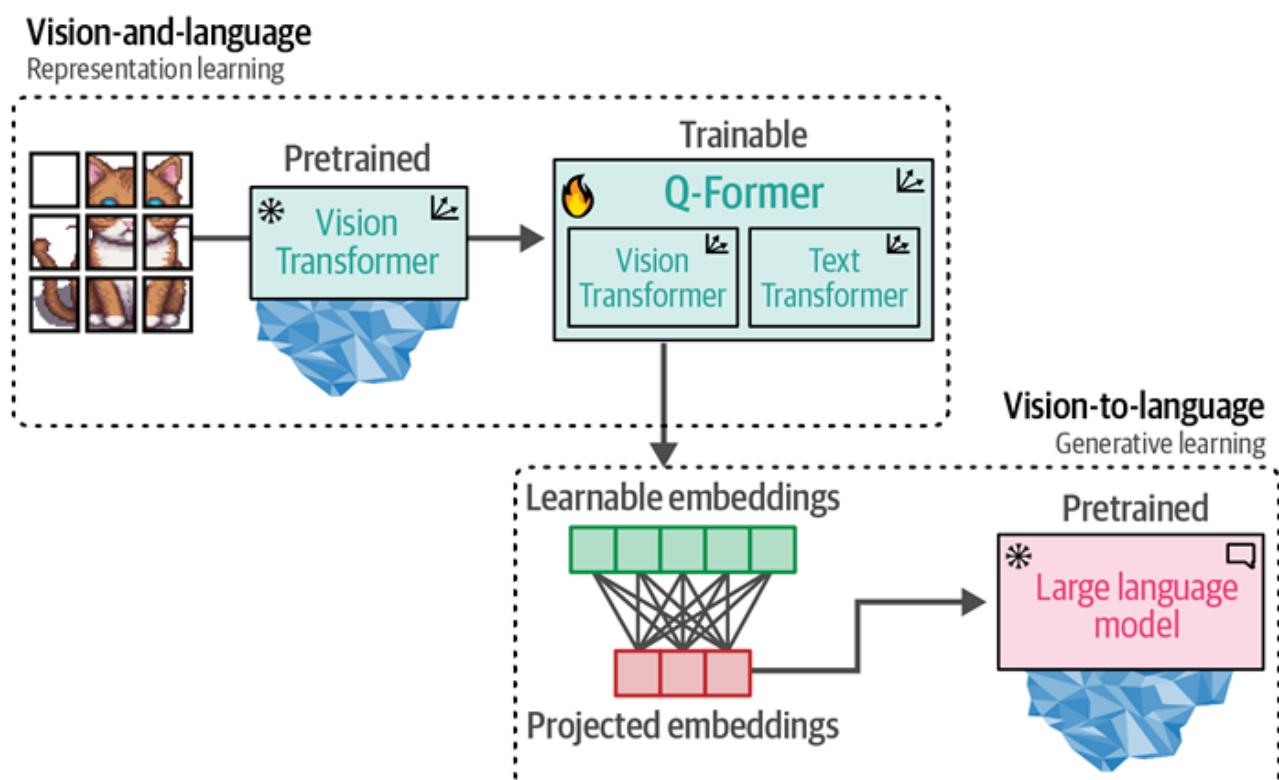 Vision-and-language
Representation learning
Pretrained
Vision
Transformer
Trainable
Q-Former
Vision
Transformer
Text
Transformer
Vision-to-language
Generative learning
Learnable embeddings
Projected embeddings
Pretrained
Large language
model